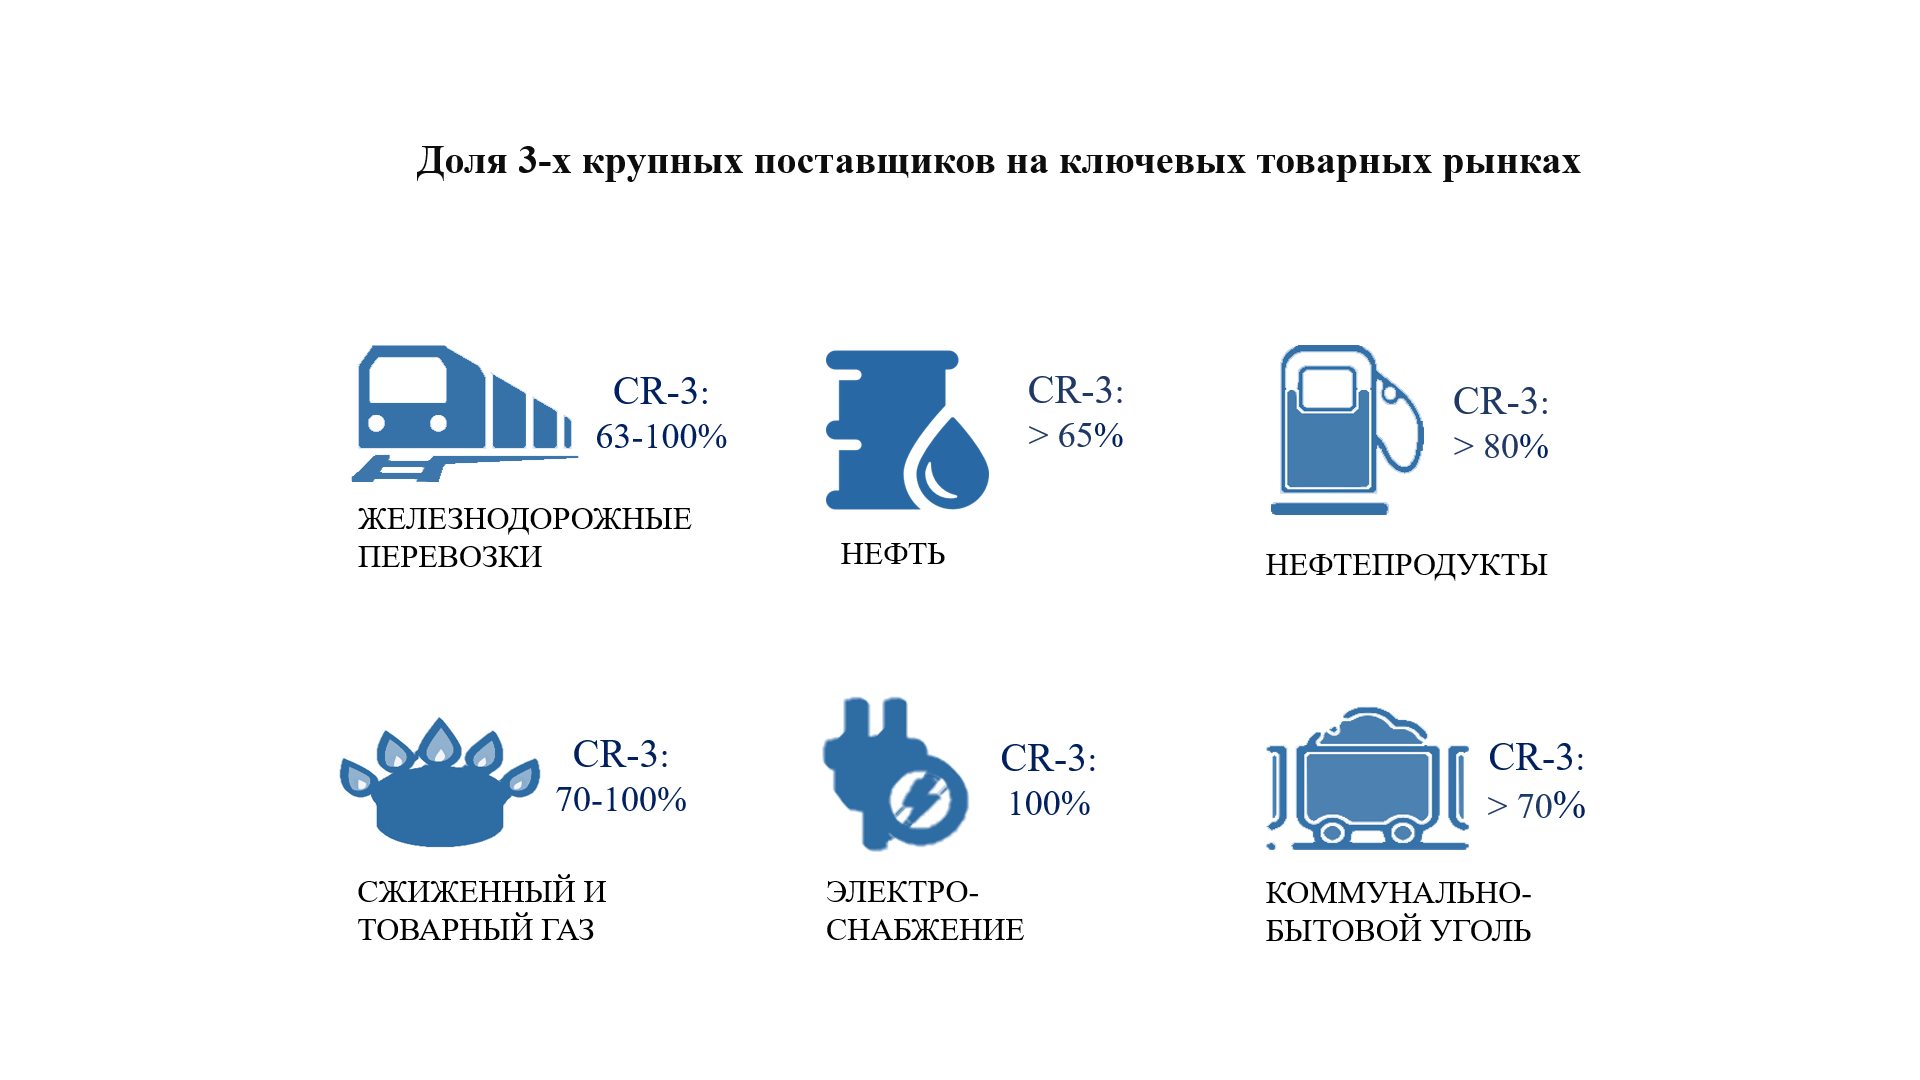 Доля 3-х крупных поставщиков на ключевых товарных рынках
CR-3:
63-100%
ЖЕЛЕЗНОДОРОЖНЫЕ
ПЕРЕВОЗКИ
CR-3:
> 65%
НЕФТЬ
CR-3:
> 80%
НЕФТЕПРОДУКТЫ
CR-3:
70-100%
СЖИЖЕННЫЙ И
ТОВАРНЫЙ ГАЗ
CR-3:
100%
ЭЛЕКТРО-
СНАБЖЕНИЕ
CR-3:
> 70%
КОММУНАЛЬНО-
БЫТОВОЙ УГОЛЬ